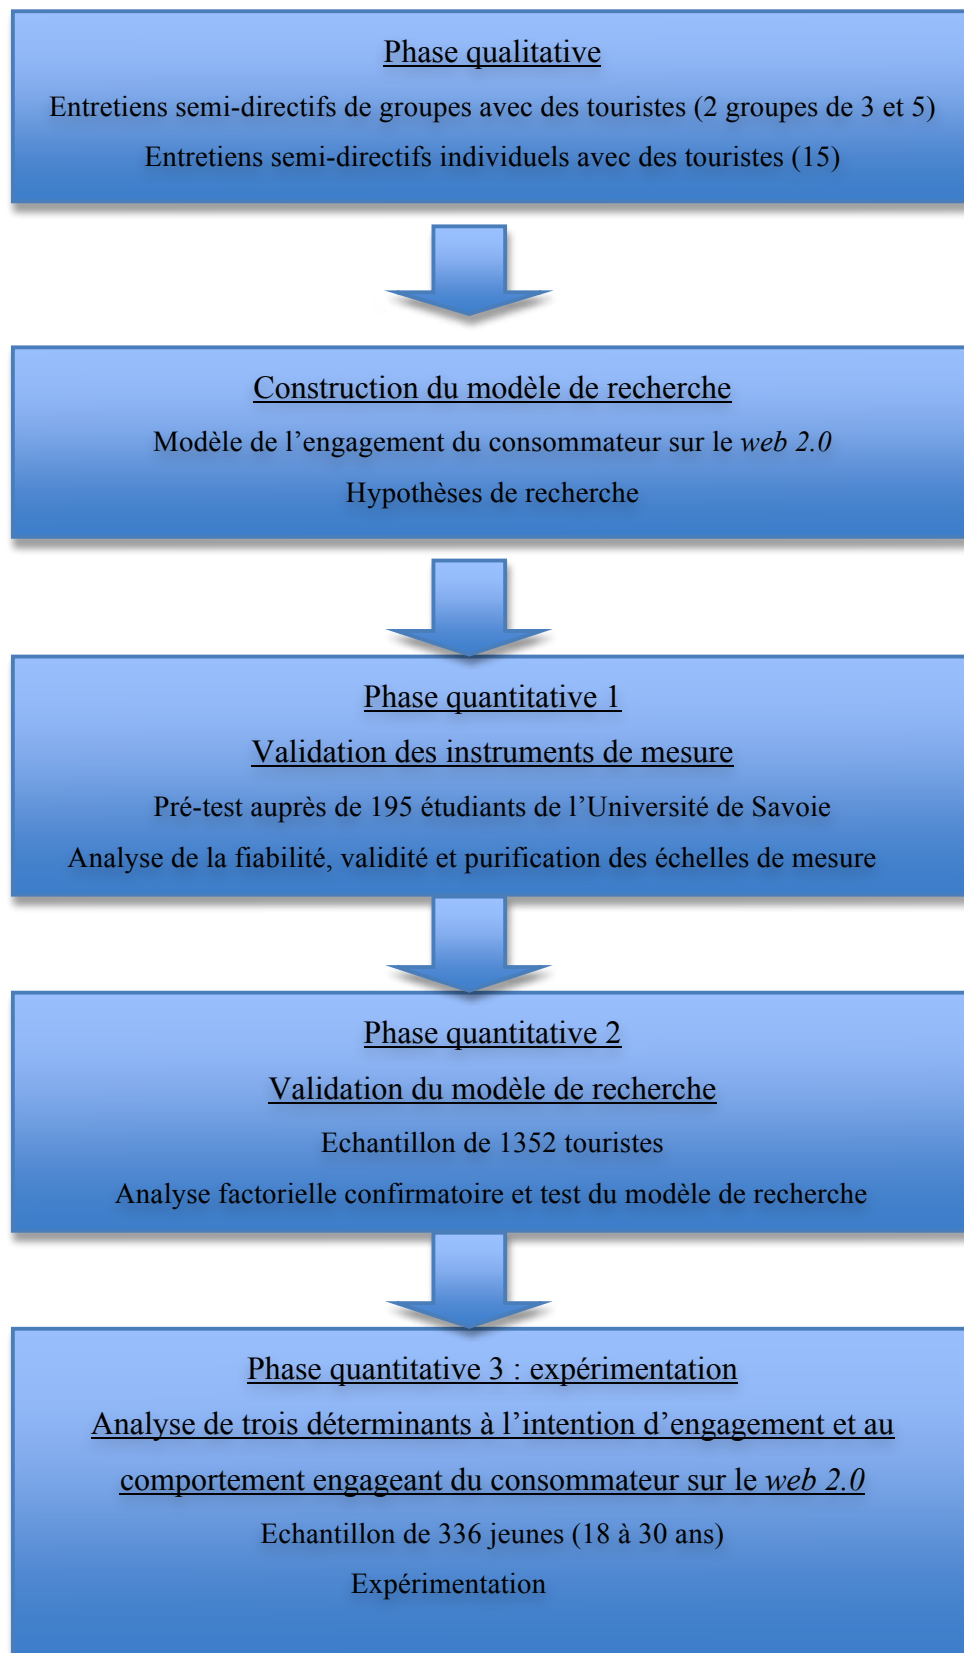 Phase qualitative
Entretiens semi-directifs de groupes avec des touristes (2 groupes de 3 et 5)
Entretiens semi-directifs individuels avec des touristes (15)
Construction du modèle de recherche
Modèle de l’engagement du consommateur sur le web 2.0
Hypothèses de recherche
Phase quantitative 1
Validation des instruments de mesure
Pré-test auprès de 195 étudiants de l’Université de Savoie
Analyse de la fiabilité, validité et purification des échelles de mesure
Phase quantitative 2
Validation du modèle de recherche
Echantillon de 1352 touristes
Analyse factorielle confirmatoire et test du modèle de recherche
Phase quantitative 3 : expérimentation
Analyse de trois déterminants à l’intention d’engagement et au
comportement engageant du consommateur sur le web 2.0
Echantillon de 336 jeunes (18 à 30 ans)
Expérimentation